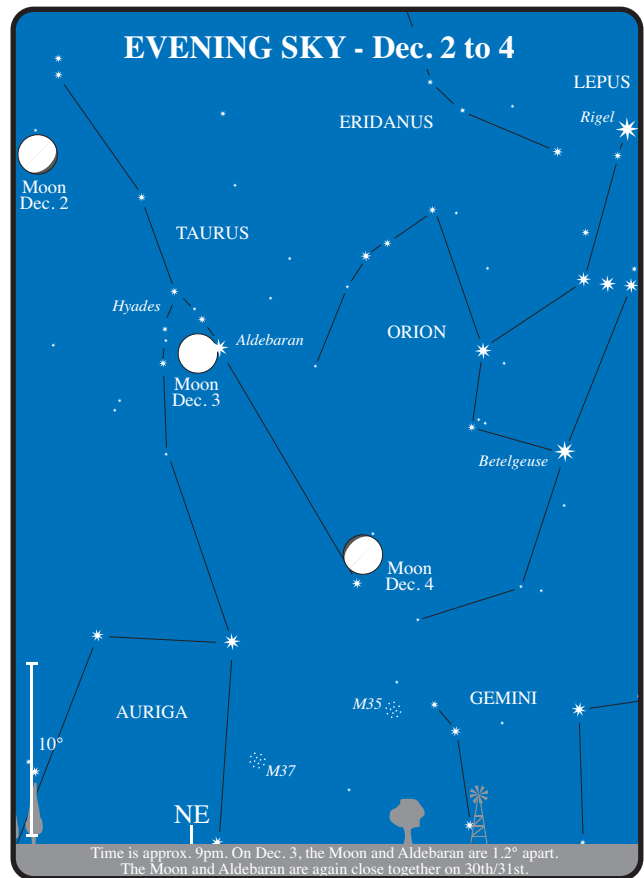 EVENING SKY - Dec. 2 to 4
LEPUS
Rigel
ERIDANUS
Moon
Dec. 2
TAURUS
Hyades
Aldebaran
ORION
Moon
Dec. 3
Betelgeuse
Moon
Dec. 4
AURIGA
M35
GEMINI
10°
M37
NE
Time is approx. 9pm. On Dec. 3, the Moon and Aldebaran are 1.2° apart.
The Moon and Aldebaran are again close together on 30th/31st.